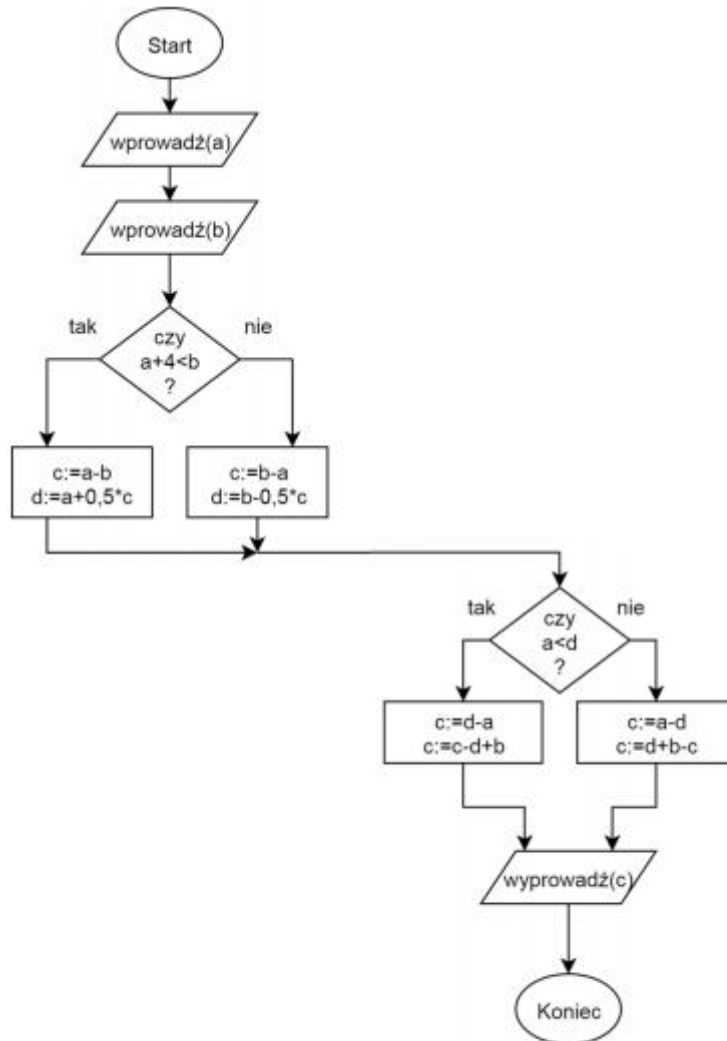 Start
wprowadź(a)
wprowadź(b)
tak
nie
czy
a+4<b
?
c:=a-b
d:=a+0,5*c
c:=b-a
d:=b-0,5*c
tak
nie
czy
a<d
?
c:=d-a
c:=c-d+b
c:=a-d
c:=d+b-c
wyprowadź(c)
Koniec